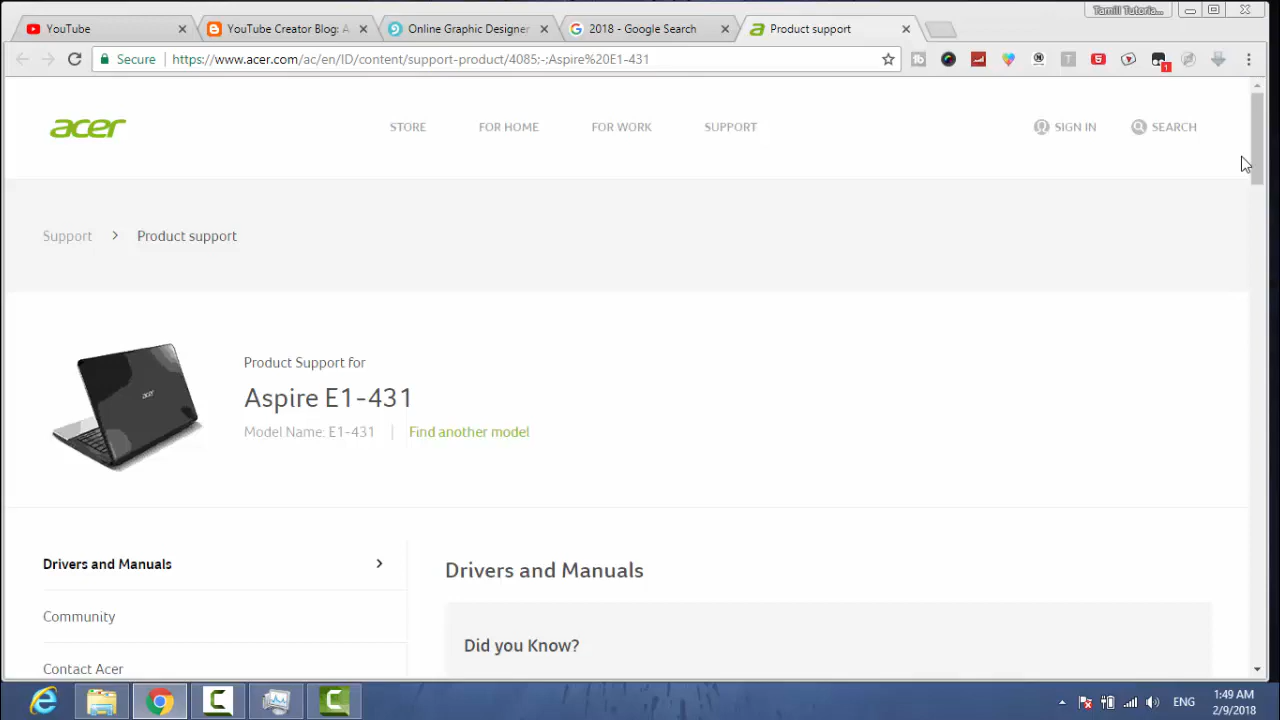 Tamill Tutoria...
YouTube
YouTube Creator Blog: A
Online Graphic Designer
2018 - Google Search
Product support
Secure
https://www.acer.com/ac/en/ID/content/support-product/4085:-:Aspire%20E1-431
1
acer
STORE
FOR HOME
FOR WORK
SUPPORT
SIGN IN
SEARCH
Support > Product support
Product Support for
Aspire E1-431
Model Name: E1-431 | Find another model
Drivers and Manuals
Drivers and Manuals
Community
Did you Know?
Contact Acer
ENG
1:49 AM
2/9/2018